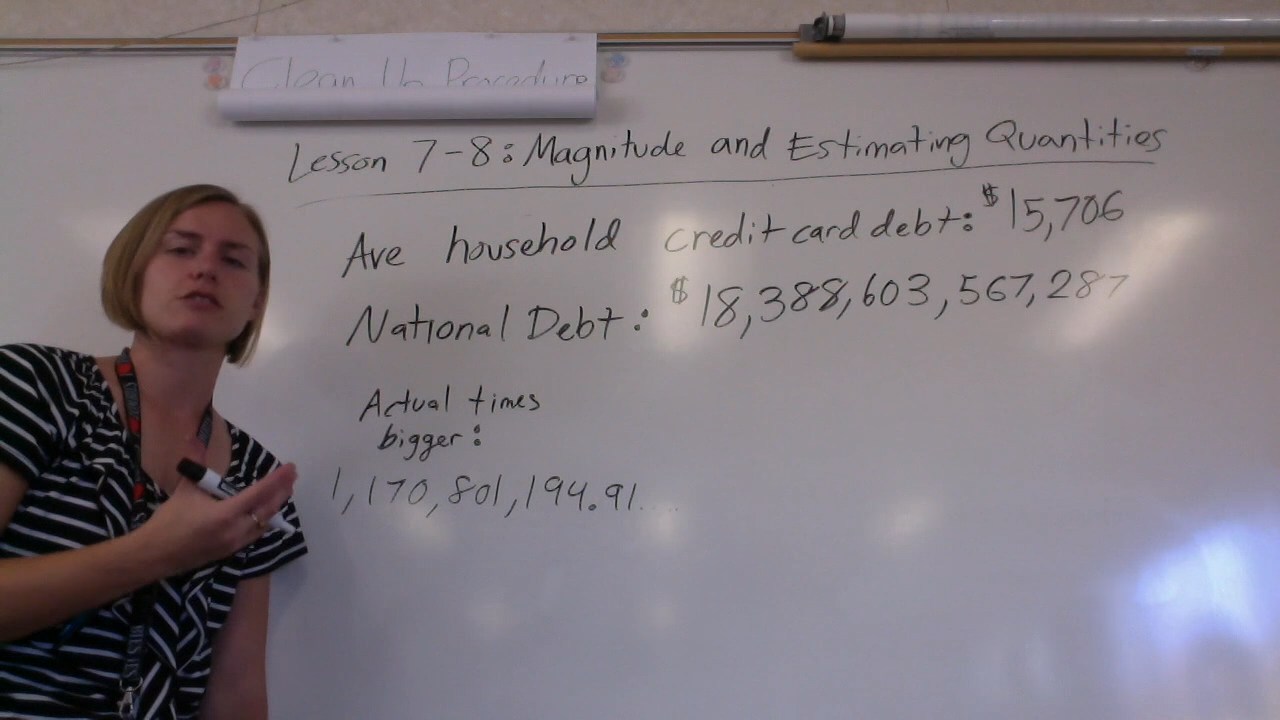 Clean Up Procedure
Lesson 7-8: Magnitude and Estimating Quantities
Ave household credit card debt: $15,706
National Debt: $18,388,603,567,287
Actual times
bigger:
1,170,801,194.91...